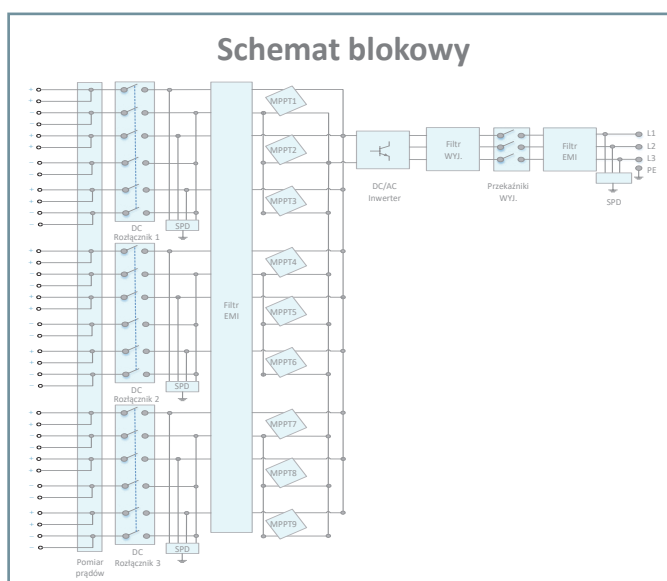 Schemat blokowy
MPPT1
MPPT2
MPPT3
SPD
DC
Rozłącznik 1
MPPT4
MPPT5
MPPT6
SPD
DC
Rozłącznik 2
MPPT7
MPPT8
MPPT9
SPD
DC
Rozłącznik 3
Pomiar
prądów
Filtr
EMI
DC/AC
Inwerter
Filtr
WYJ.
Przekaźniki
WYJ.
Filtr
EMI
SPD
L1
L2
L3
PE